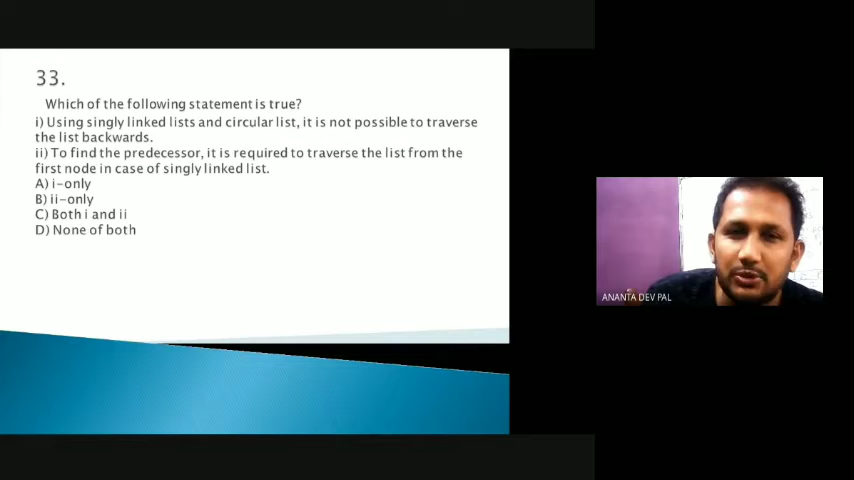 33.
Which of the following statement is true?
i) Using singly linked lists and circular list, it is not possible to traverse
the list backwards.
ii) To find the predecessor, it is required to traverse the list from the
first node in case of singly linked list.
A) i-only
B) ii-only
C) Both i and ii
D) None of both
ANANTA DEV PAL